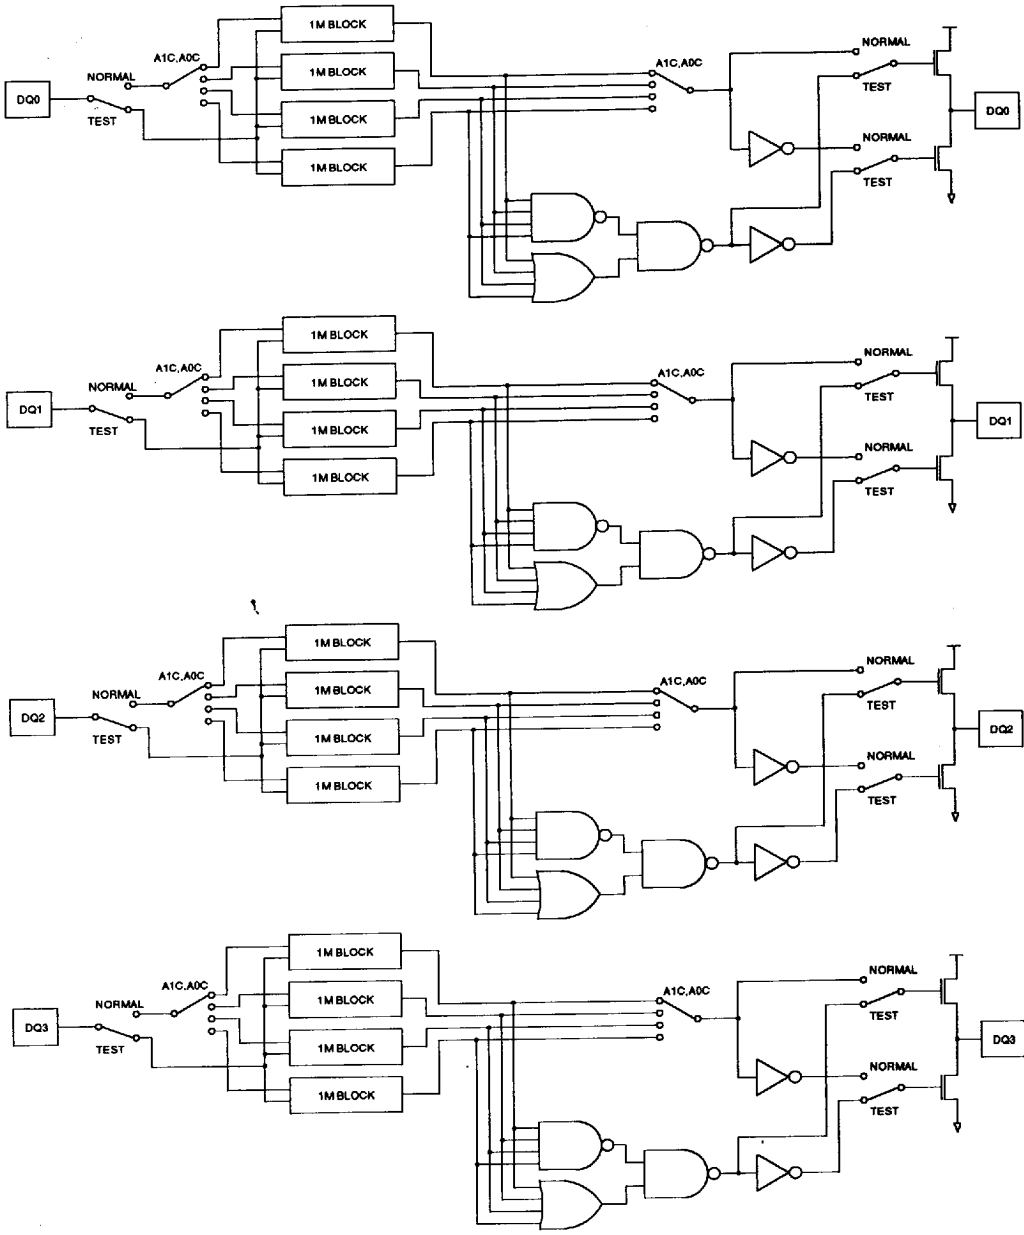 1M BLOCK
NORMAL
A1C,A0C
1M BLOCK
A1C,A0C
NORMAL
TEST
DQ0
TEST
1M BLOCK
DQ0
1M BLOCK
NORMAL
TEST
1M BLOCK
NORMAL
A1C,A0C
1M BLOCK
A1C,A0C
NORMAL
TEST
DQ1
TEST
1M BLOCK
DQ1
1M BLOCK
NORMAL
TEST
1M BLOCK
NORMAL
A1C,A0C
1M BLOCK
A1C,A0C
NORMAL
TEST
DQ2
TEST
1M BLOCK
DQ2
1M BLOCK
NORMAL
TEST
1M BLOCK
NORMAL
A1C,A0C
1M BLOCK
A1C,A0C
NORMAL
TEST
DQ3
TEST
1M BLOCK
DQ3
1M BLOCK
NORMAL
TEST